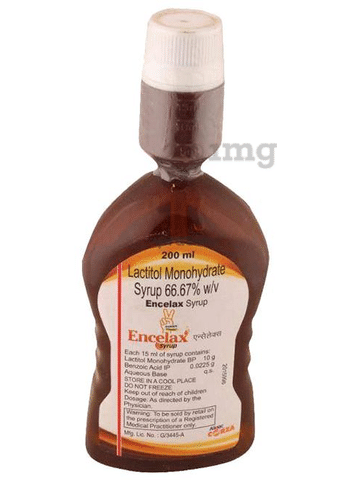 mg
200 ml
Lactitol Monohydrate
Syrup 66.67% w/v
Encelax Syrup
Encelax®
syrup
एन्सेलेक्स
Each 15 ml of syrup contains:
Lactitol Monohydrate BP 10 g
Benzoic Acid IP 0.0225 g
Aqueous Base q.s.
STORE IN A COOL PLACE
DO NOT FREEZE
Keep out of reach of children
Dosage: As directed by the
Physician.
Warning: To be sold by retail on
the prescription of a Registered
Medical Practitioner only.
Mfg. Lic. No.: G/3445-A